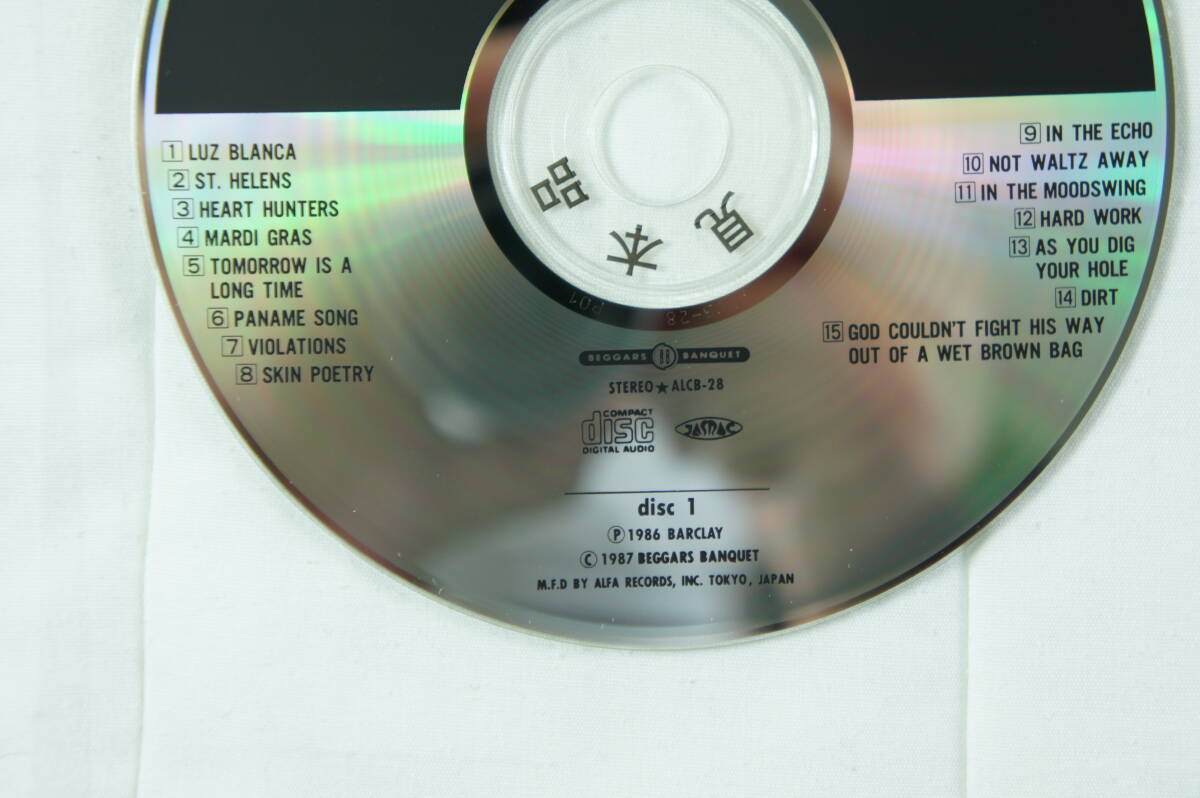 1 LUZ BLANCA
2 ST. HELENS
3 HEART HUNTERS
4 MARDI GRAS
5 TOMORROW IS A
LONG TIME
6 PANAME SONG
7 VIOLATIONS
8 SKIN POETRY
9 IN THE ECHO
10 NOT WALTZ AWAY
11 IN THE MOODSWING
12 HARD WORK
13 AS YOU DIG
YOUR HOLE
14 DIRT
15 GOD COULDN'T FIGHT HIS WAY
OUT OF A WET BROWN BAG
見本品
BEGGARS BANQUET
STEREO★ALCB-28
COMPACT
disc
DIGITAL AUDIO
JASRAC
disc 1
Ⓟ1986 BARCLAY
©1987 BEGGARS BANQUET
M.F.D BY ALFA RECORDS, INC. TOKYO, JAPAN